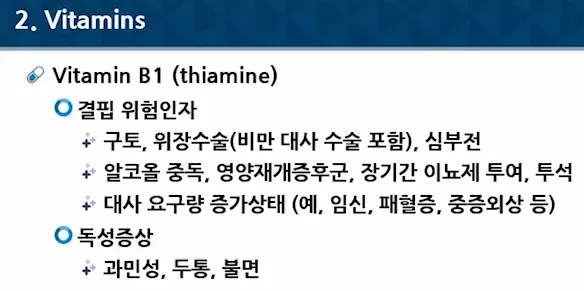 2. Vitamins
Vitamin B1 (thiamine)
결핍 위험인자
구토, 위장수술(비만 대사 수술 포함), 심부전
알코올 중독, 영양재개증후군, 장기간 이뇨제 투여, 투석
대사 요구량 증가상태 (예, 임신, 패혈증, 중증외상 등)
독성증상
과민성, 두통, 불면